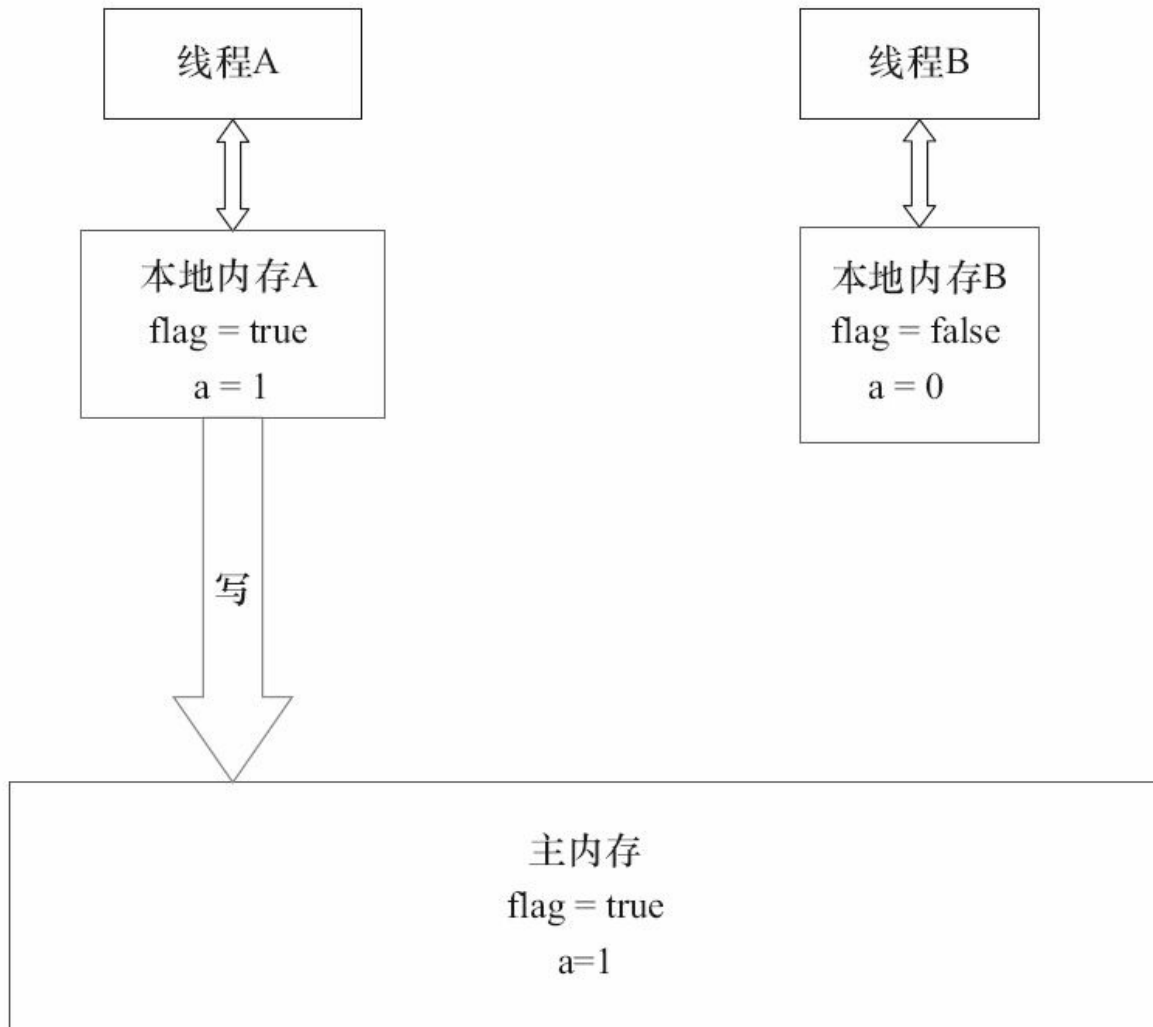 线程A
线程B
本地内存A
flag = true
a = 1
本地内存B
flag = false
a = 0
写
主内存
flag = true
a=1